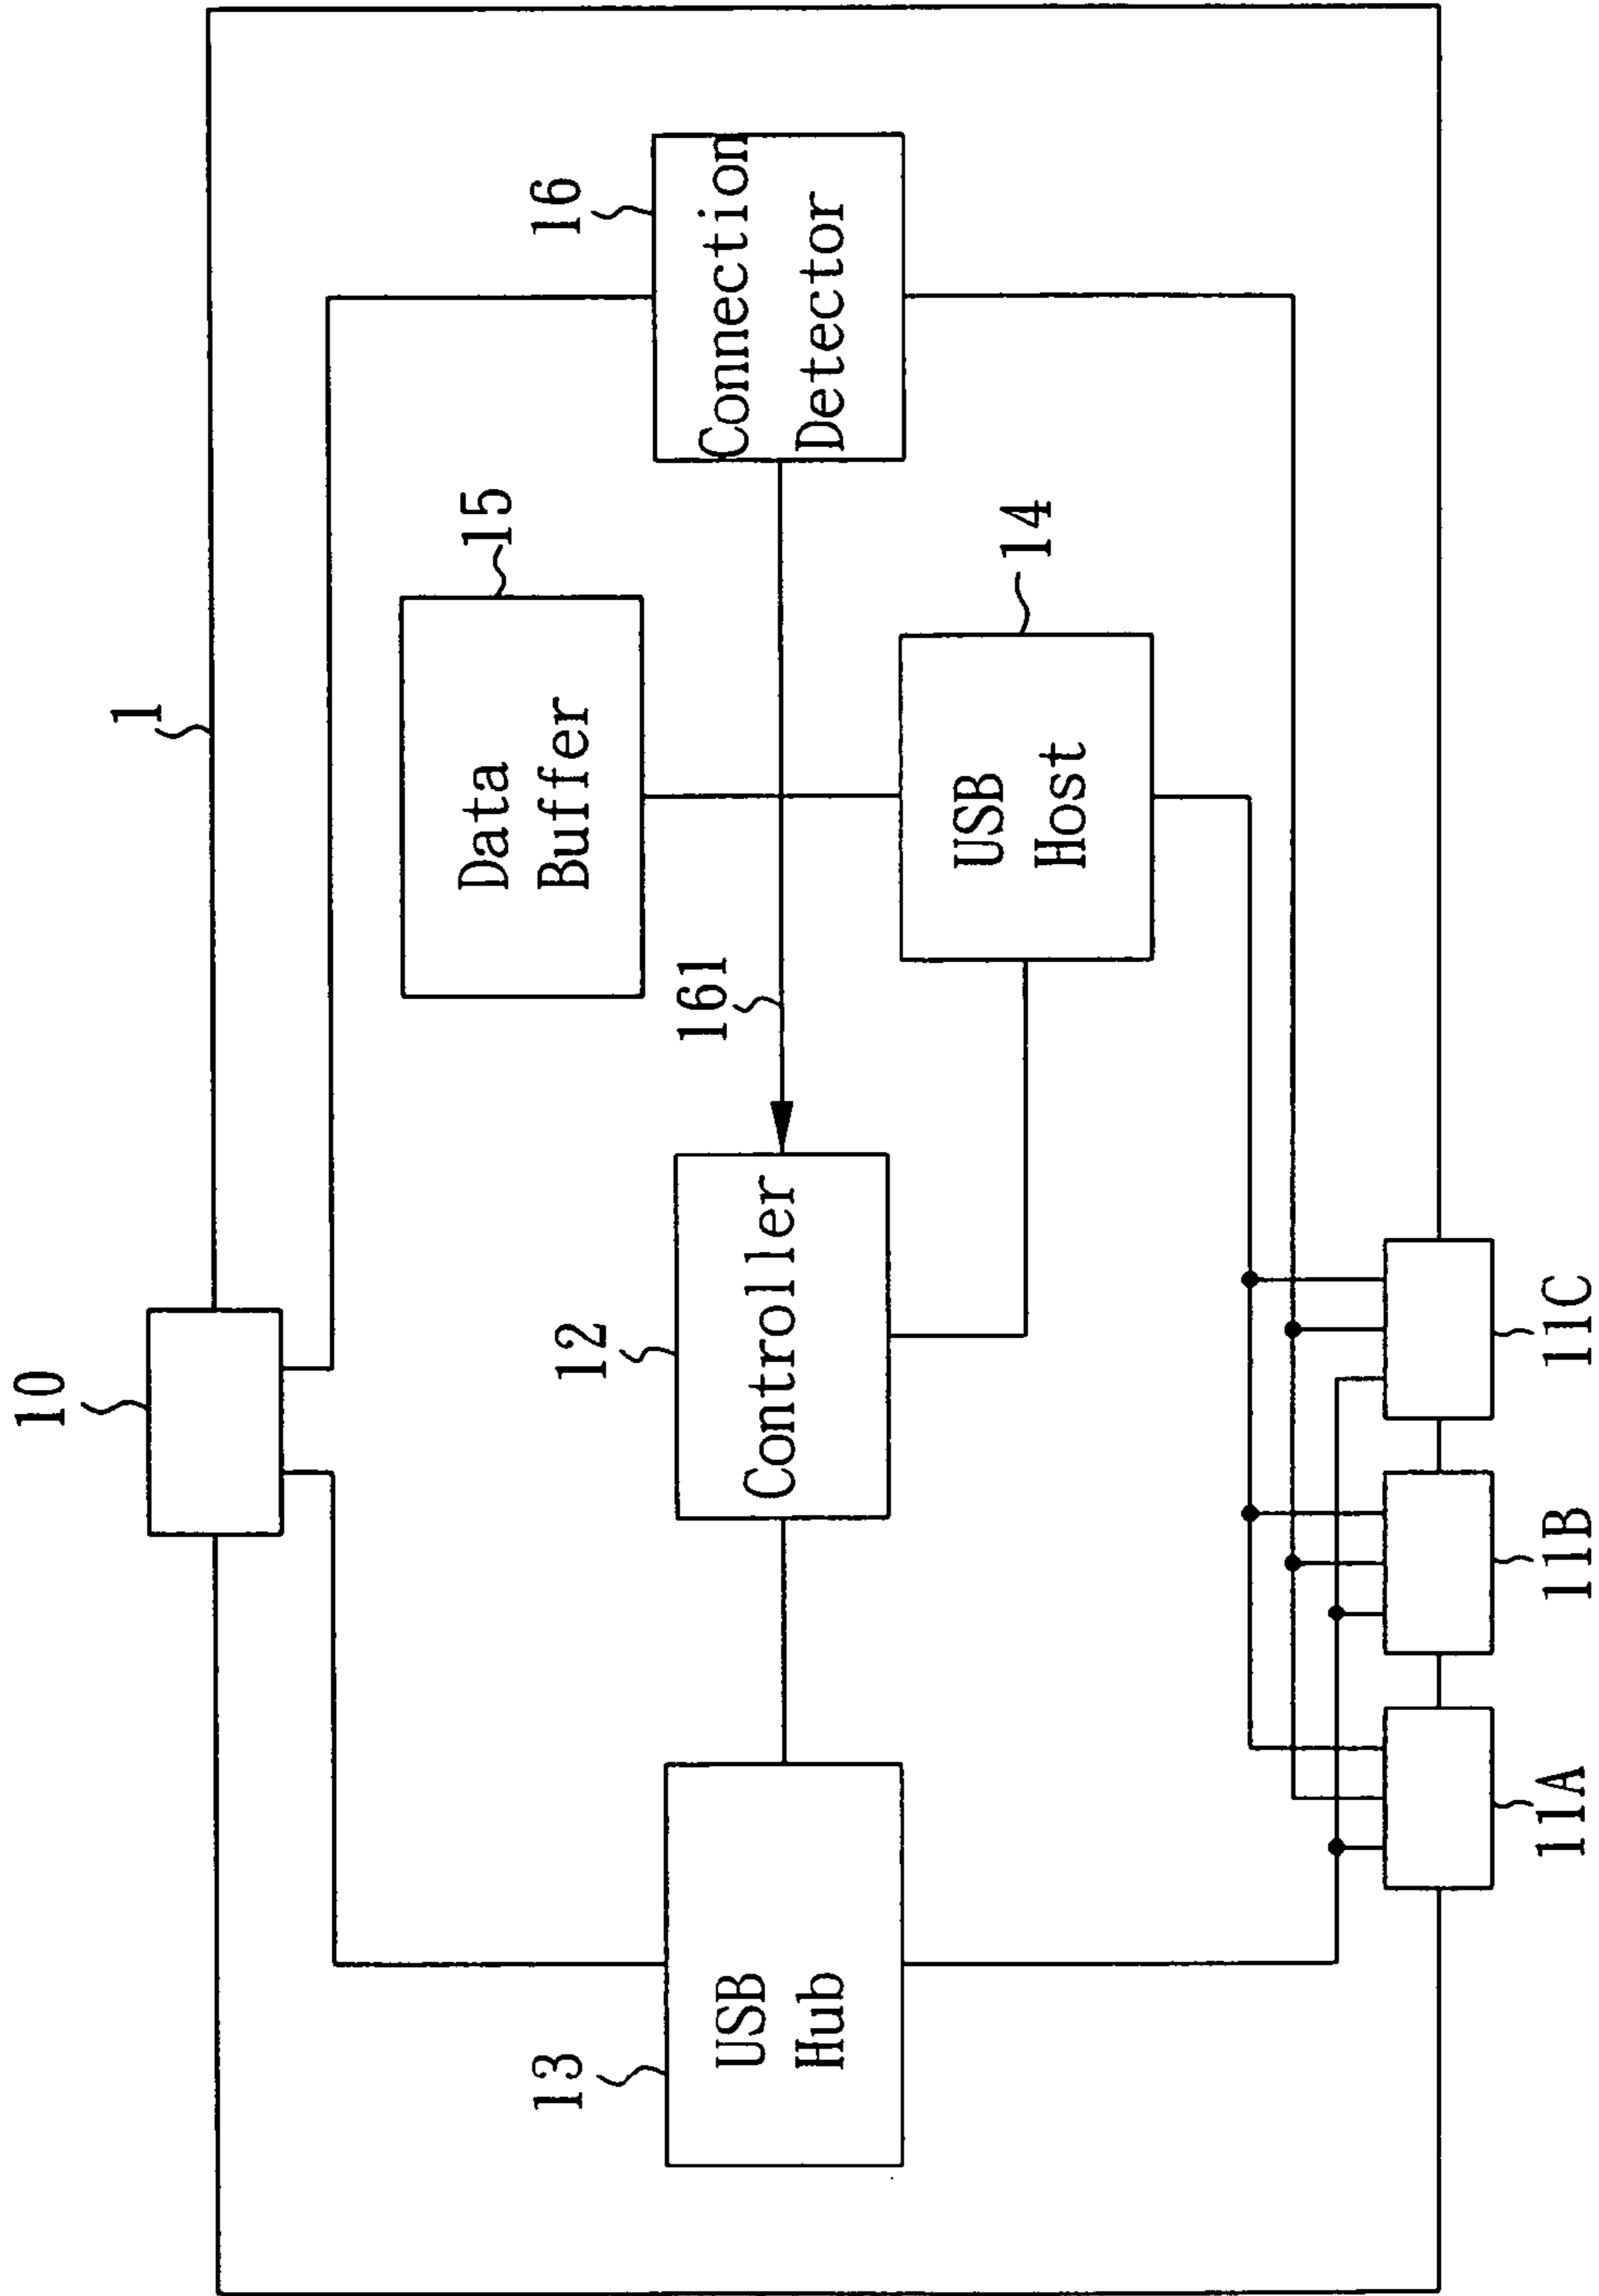 10
1
13
USB
Hub
12
Controller
161
Data
Buffer
15
USB
Host
14
16
Connection
Detector
11A
11B
11C